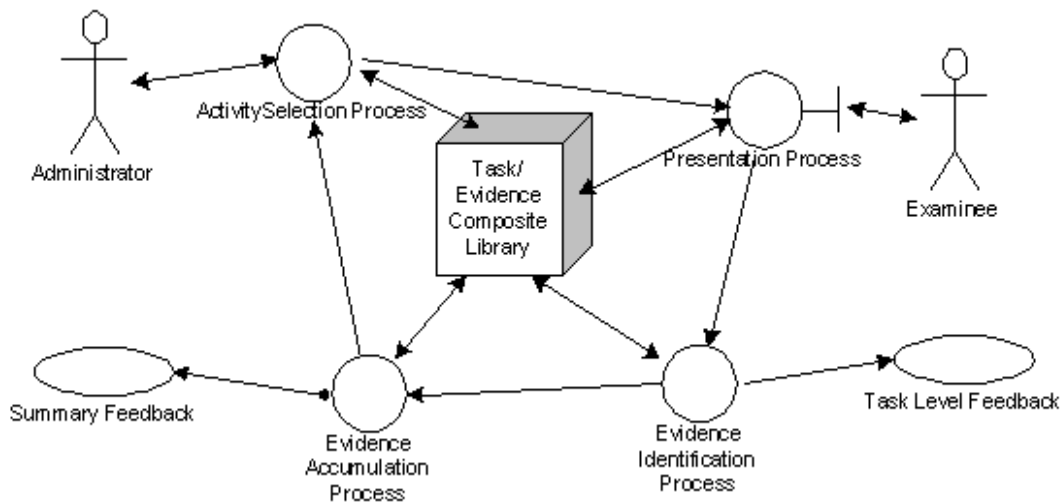 ActivitySelection Process
Administrator
Task/
Evidence
Composite
Library
Presentation Process
Examinee
Summary Feedback
Evidence
Accumulation
Process
Evidence
Identification
Process
Task Level Feedback